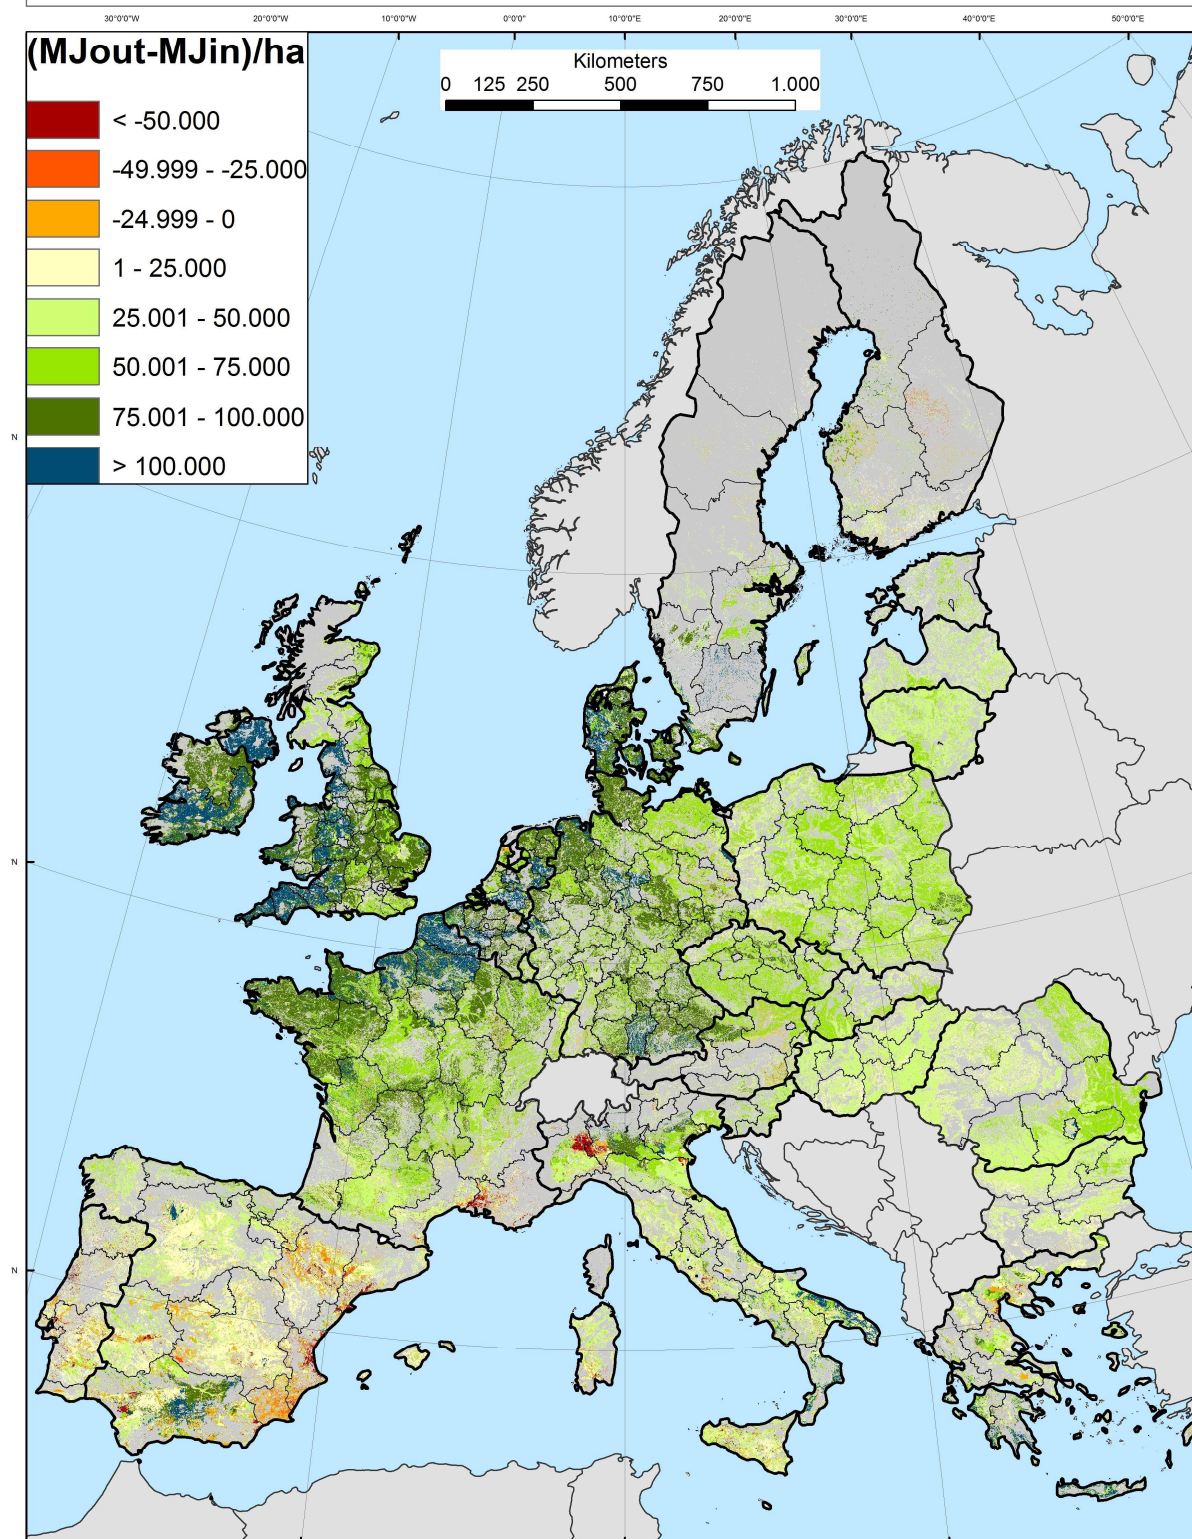 30°0'0"W 20°0'0"W 10°0'0"W 0°0'0" 10°0'0"E 20°0'0"E 30°0'0"E 40°0'0"E 50°0'0"E
(MJout-MJin)/ha
Kilometers
0 125 250 500 750 1.000
< -50.000
-49.999 - -25.000
-24.999 - 0
1 - 25.000
25.001 - 50.000
50.001 - 75.000
75.001 - 100.000
> 100.000
N
N
N